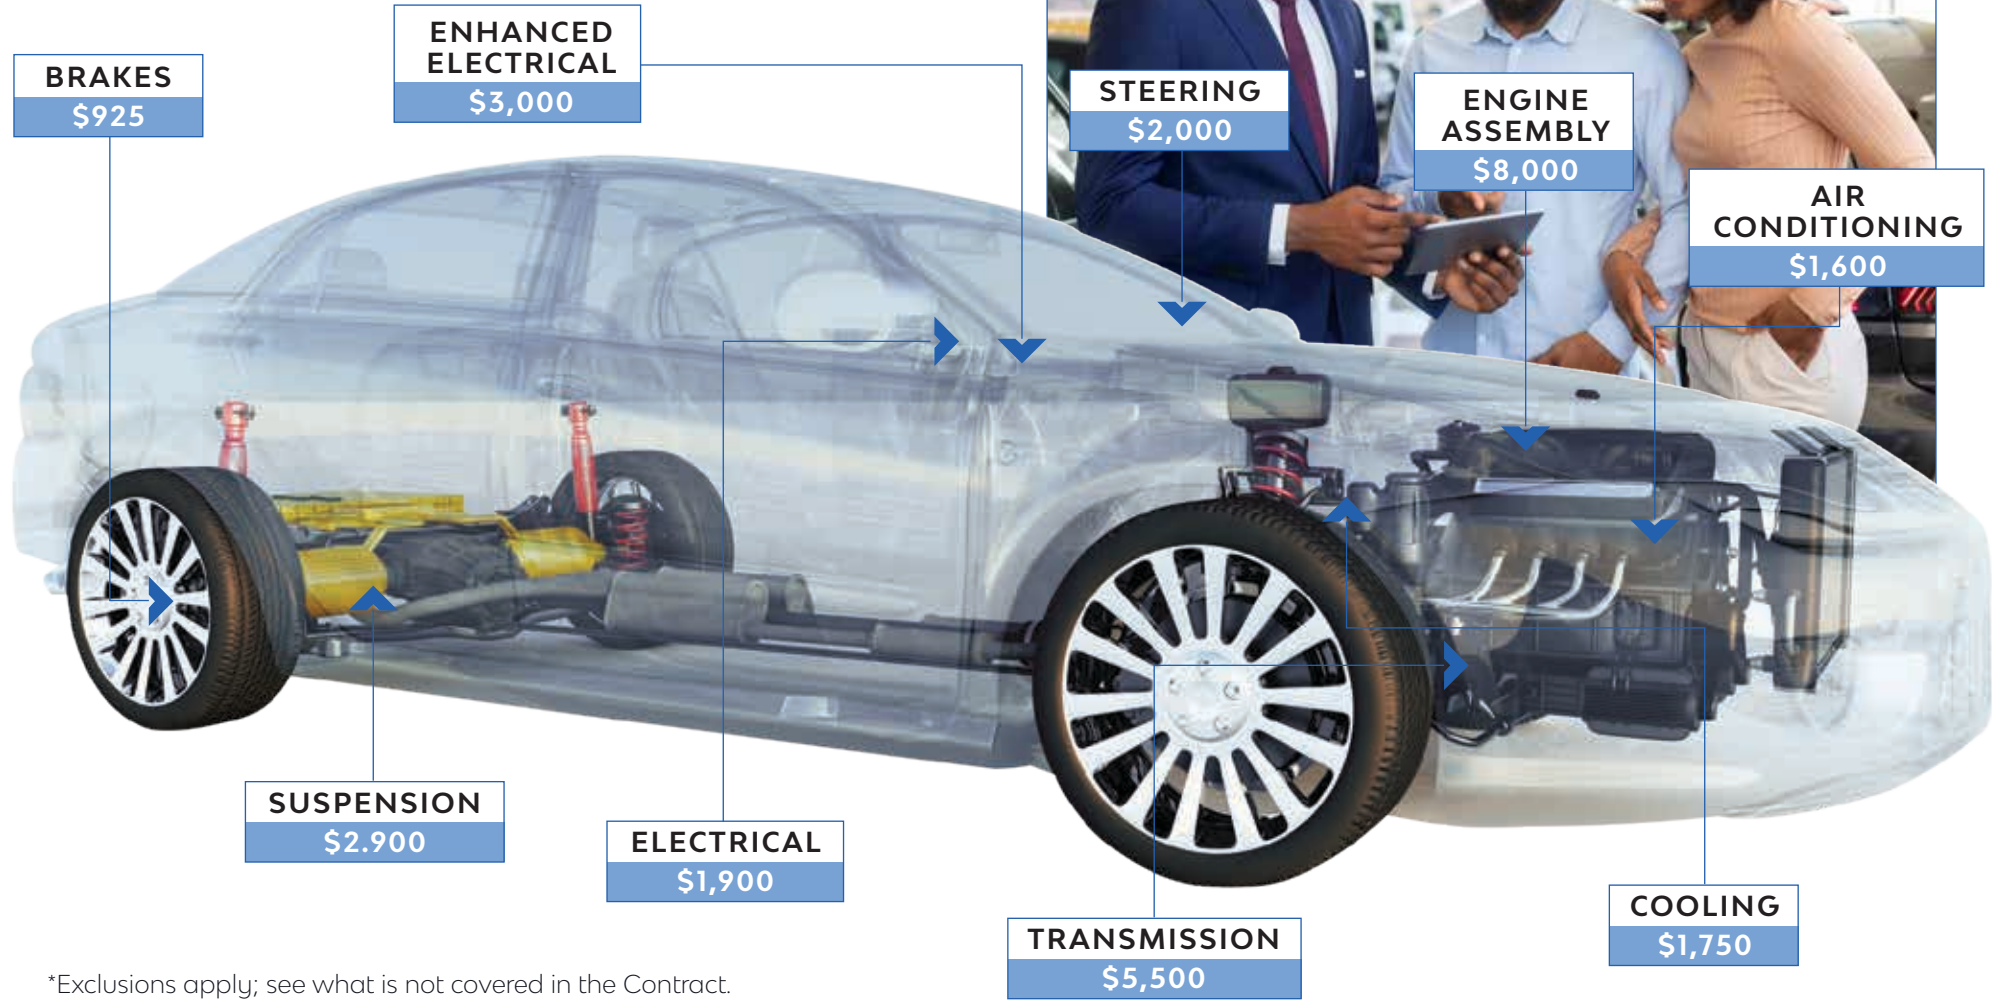 BRAKES
$925
ENHANCED
ELECTRICAL
$3,000
STEERING
$2,000
ENGINE
ASSEMBLY
$8,000
AIR
CONDITIONING
$1,600
SUSPENSION
$2.900
ELECTRICAL
$1,900
TRANSMISSION
$5,500
COOLING
$1,750
*Exclusions apply; see what is not covered in the Contract.